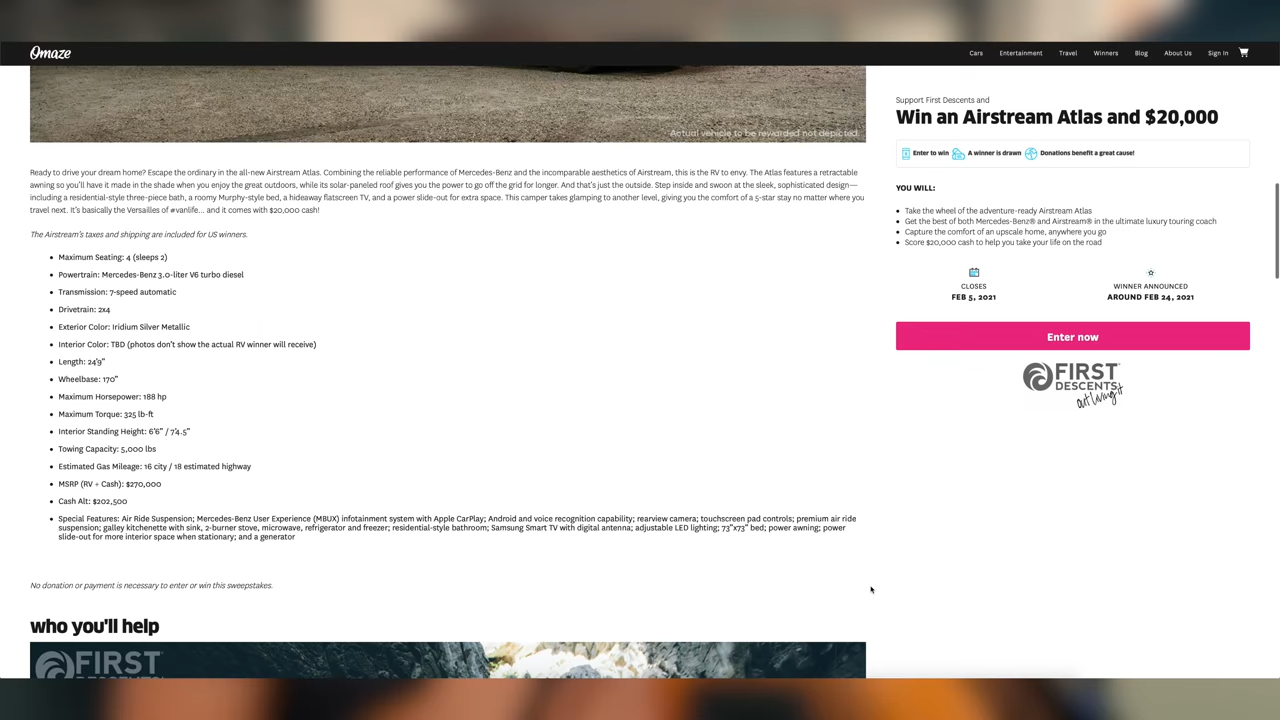 Omaze
Cars Entertainment Travel Winners Blog About Us Sign In
Actual vehicle to be rewarded not depicted.
Ready to drive your dream home? Escape the ordinary in the all-new Airstream Atlas. Combining the reliable performance of Mercedes-Benz and the incomparable aesthetics of Airstream, this is the RV to envy. The Atlas features a retractable
awning so you'll have it made in the shade when you enjoy the great outdoors, while its solar-paneled roof gives you the power to go off the grid for longer. And that's just the outside. Step inside and swoon at the sleek, sophisticated design—
including a residential-style three-piece bath, a roomy Murphy-style bed, a hideaway flatscreen TV, and a power slide-out for extra space. This camper takes glamping to another level, giving you the comfort of a 5-star stay no matter where you
travel next. It's basically the Versailles of #vanlife... and it comes with $20,000 cash!
The Airstream's taxes and shipping are included for US winners.
• Maximum Seating: 4 (sleeps 2)
• Powertrain: Mercedes-Benz 3.0-liter V6 turbo diesel
• Transmission: 7-speed automatic
• Drivetrain: 2x4
• Exterior Color: Iridium Silver Metallic
• Interior Color: TBD (photos don't show the actual RV winner will receive)
• Length: 24'9"
• Wheelbase: 170"
• Maximum Horsepower: 188 hp
• Maximum Torque: 325 lb-ft
• Interior Standing Height: 6'6" / 7'4.5"
• Towing Capacity: 5,000 lbs
• Estimated Gas Mileage: 16 city / 18 estimated highway
• MSRP (RV + Cash): $270,000
• Cash Alt: $202,500
• Special Features: Air Ride Suspension; Mercedes-Benz User Experience (MBUX) infotainment system with Apple CarPlay; Android and voice recognition capability; rearview camera; touchscreen pad controls; premium air ride
suspension; galley kitchenette with sink, 2-burner stove, microwave, refrigerator and freezer; residential-style bathroom; Samsung Smart TV with digital antenna; adjustable LED lighting; 73"x73" bed; power awning; power
slide-out for more interior space when stationary; and a generator
No donation or payment is necessary to enter or win this sweepstakes.
who you'll help
FIRST
DESCENTS
Support First Descents and
Win an Airstream Atlas and $20,000
Enter to win A winner is drawn Donations benefit a great cause!
YOU WILL:
• Take the wheel of the adventure-ready Airstream Atlas
• Get the best of both Mercedes-Benz® and Airstream® in the ultimate luxury touring coach
• Capture the comfort of an upscale home, anywhere you go
• Score $20,000 cash to help you take your life on the road
CLOSES
FEB 5, 2021
WINNER ANNOUNCED
AROUND FEB 24, 2021
Enter now
FIRST
DESCENTS
out living it